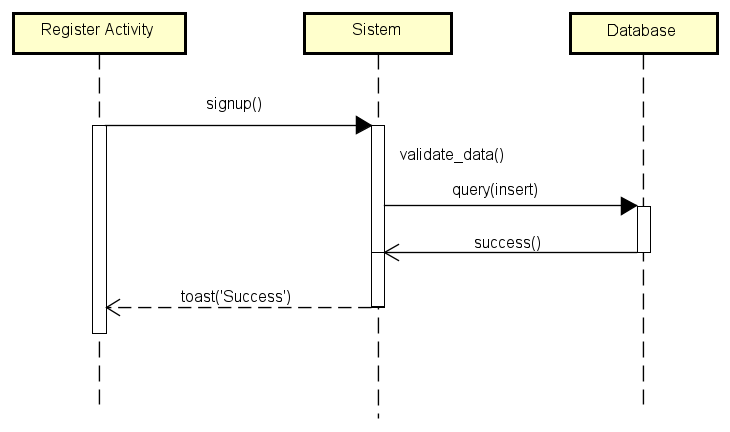 Register Activity
Sistem
Database
signup()
validate_data()
query(insert)
success()
toast('Success')